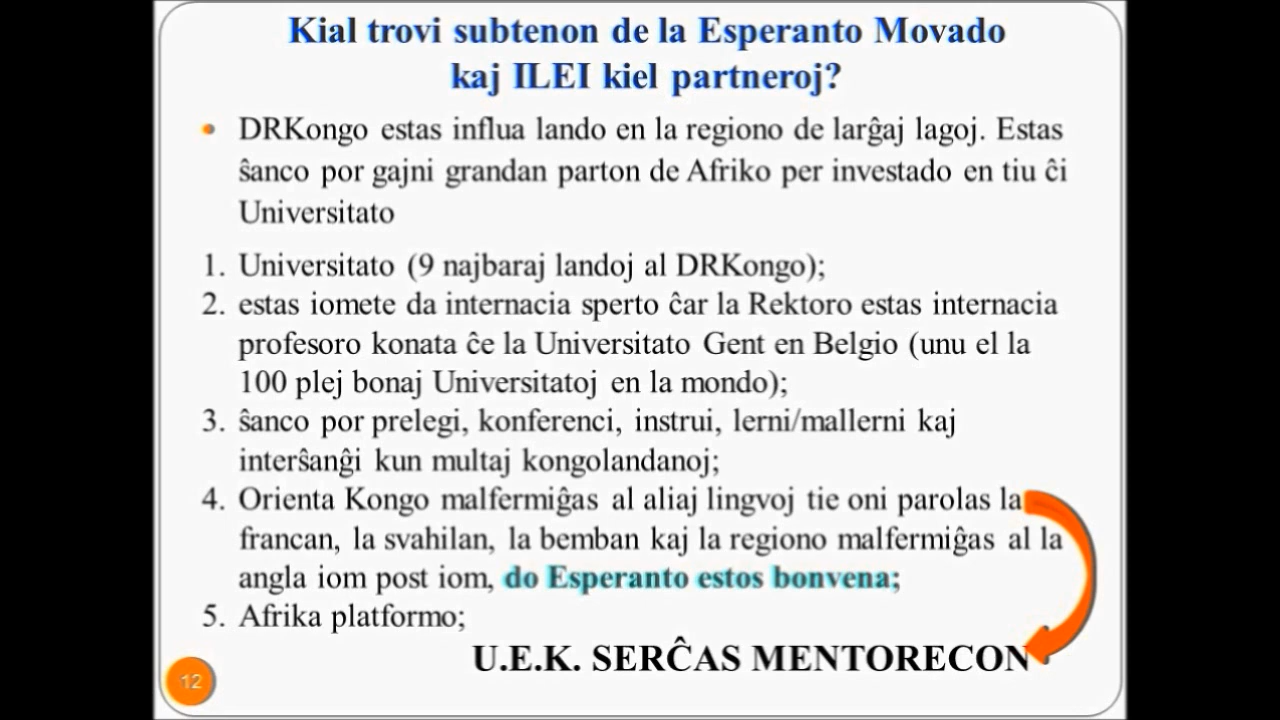 Kial trovi subtenon de la Esperanto Movado
kaj ILEI kiel partneroj?
• DRKongo estas influa lando en la regiono de larĝaj lagoj. Estas
ŝanco por gajni grandan parton de Afriko per investado en tiu ĉi
Universitato
1. Universitato (9 najbaraj landoj al DRKongo);
2. estas iomete da internacia sperto ĉar la Rektoro estas internacia
profesoro konata ĉe la Universitato Gent en Belgio (unu el la
100 plej bonaj Universitatoj en la mondo);
3. ŝanco por prelegi, konferenci, instrui, lerni/mallerni kaj
interŝanĝi kun multaj kongolandanoj;
4. Orienta Kongo malfermiĝas al aliaj lingvoj tie oni parolas la
francan, la svahilan, la bemban kaj la regiono malfermiĝas al la
angla iom post iom, do Esperanto estos bonvena;
5. Afrika platformo;
U.E.K. SERĈAS MENTORECON
12